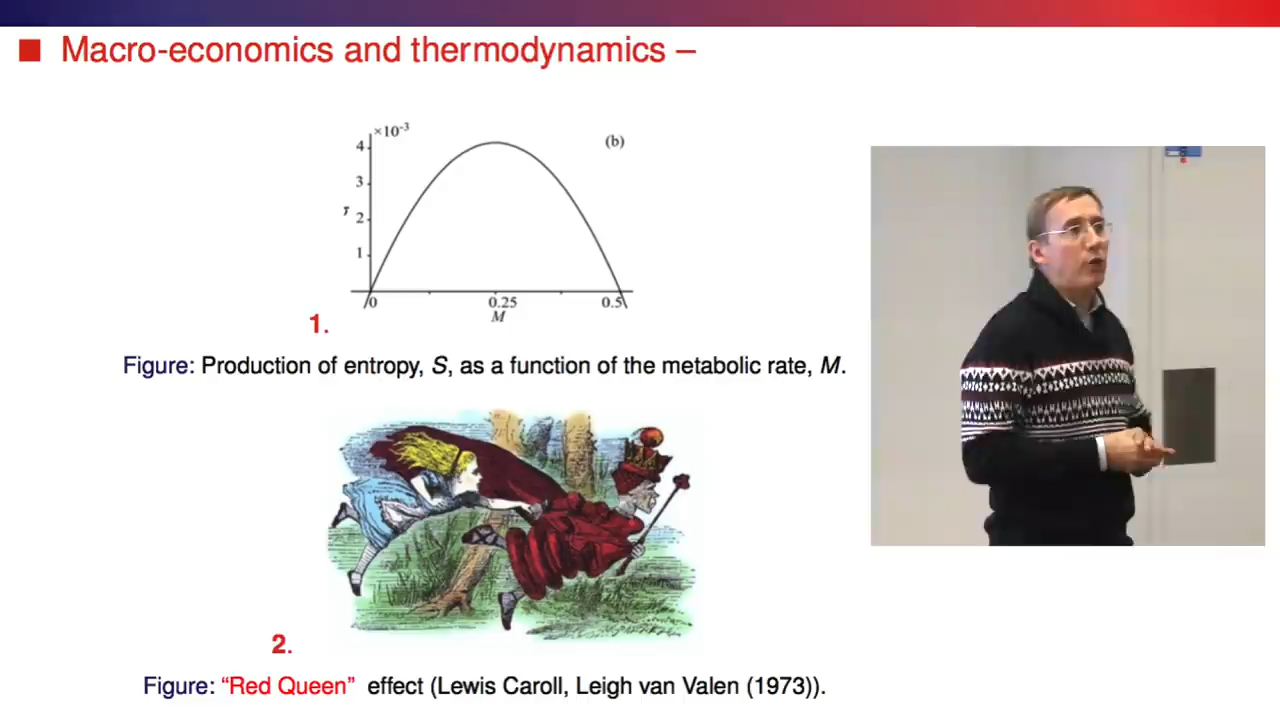 Macro-economics and thermodynamics –
×10⁻³
(b)
4
3
2
1
0
0.25
0.5
M
1.
Figure: Production of entropy, S, as a function of the metabolic rate, M.
2.
Figure: “Red Queen” effect (Lewis Caroll, Leigh van Valen (1973)).